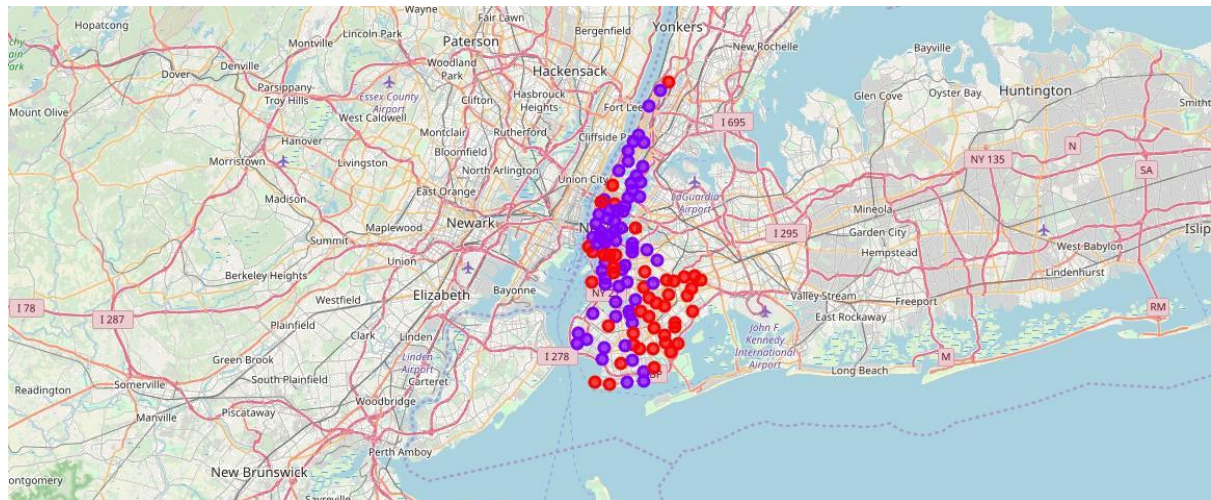 Wayne
Fair Lawn
Yonkers
Hopatcong
Lincoln Park
Bergenfield
Montville
Paterson
New Rochelle
Bayville
Denville
Woodland
Park
Hackensack
Dover
Parsippany-
Troy Hills
Essex County
Airport
Hasbrouck
Heights
Fort Lee
Glen Cove
Oyster Bay
Huntington
Mount Olive
Clifton
West Caldwell
Hanover
Rutherford
I 695
Montclair
Bloomfield
Morristown
Livingston
North Arlington
Union City
NY 135
N
SA
Madison
East Orange
LaGuardia
Airport
Mineola
Summit
Maplewood
Newark
I 295
Garden City
Hempstead
West Babylon
Islip
Union
Lindenhurst
Berkeley Heights
Elizabeth
Bayonne
Valley Stream
Freeport
I 78
I 287
Westfield
East Rockaway
RM
Plainfield
Linden
John F.
Kennedy
International
Airport
Clark
Green Brook
Linden
Airport
I 278
M
Long Beach
Readington
South Plainfield
Carteret
Somerville
Manville
Piscataway
Woodbridge
Perth Amboy
New Brunswick
Sayreville